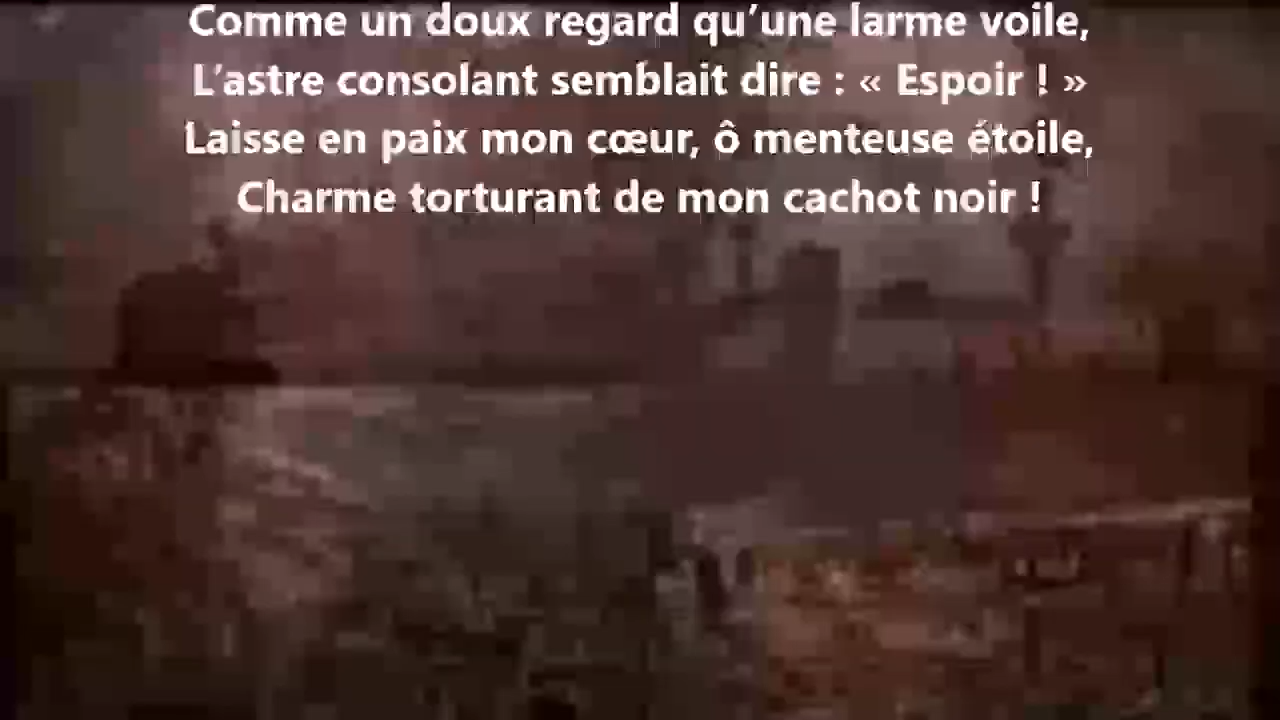 Comme un doux regard qu’une larme voile,
L’astre consolant semblait dire : « Espoir ! »
Laisse en paix mon cœur, ô menteuse étoile,
Charme torturant de mon cachot noir !